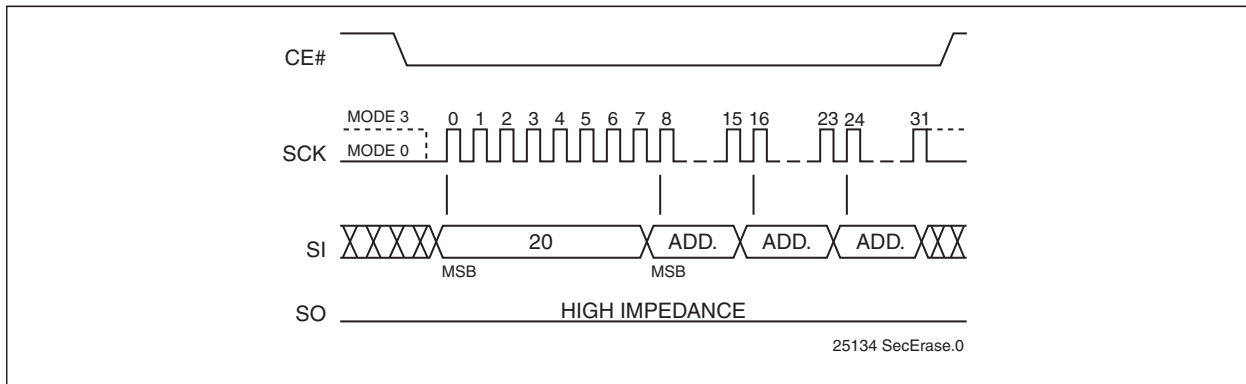 CE#
MODE 3
0 1 2 3 4 5 6 7 8 15 16 23 24 31
SCK
MODE 0
SI
20 ADD. ADD. ADD.
MSB MSB
SO
HIGH IMPEDANCE
25134 SecErase.0